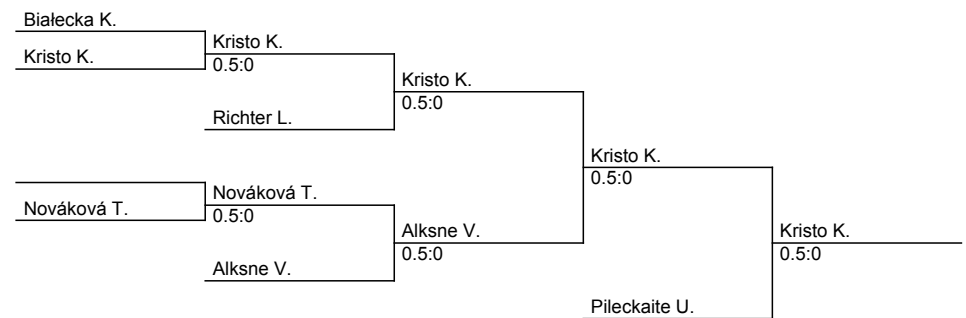 Białecka K.
Kristo K.
Kristo K.
0.5:0
Richter L.
Kristo K.
0.5:0
Nováková T.
Nováková T.
0.5:0
Alksne V.
Alksne V.
0.5:0
Kristo K.
0.5:0
Pileckaite U.
Kristo K.
0.5:0